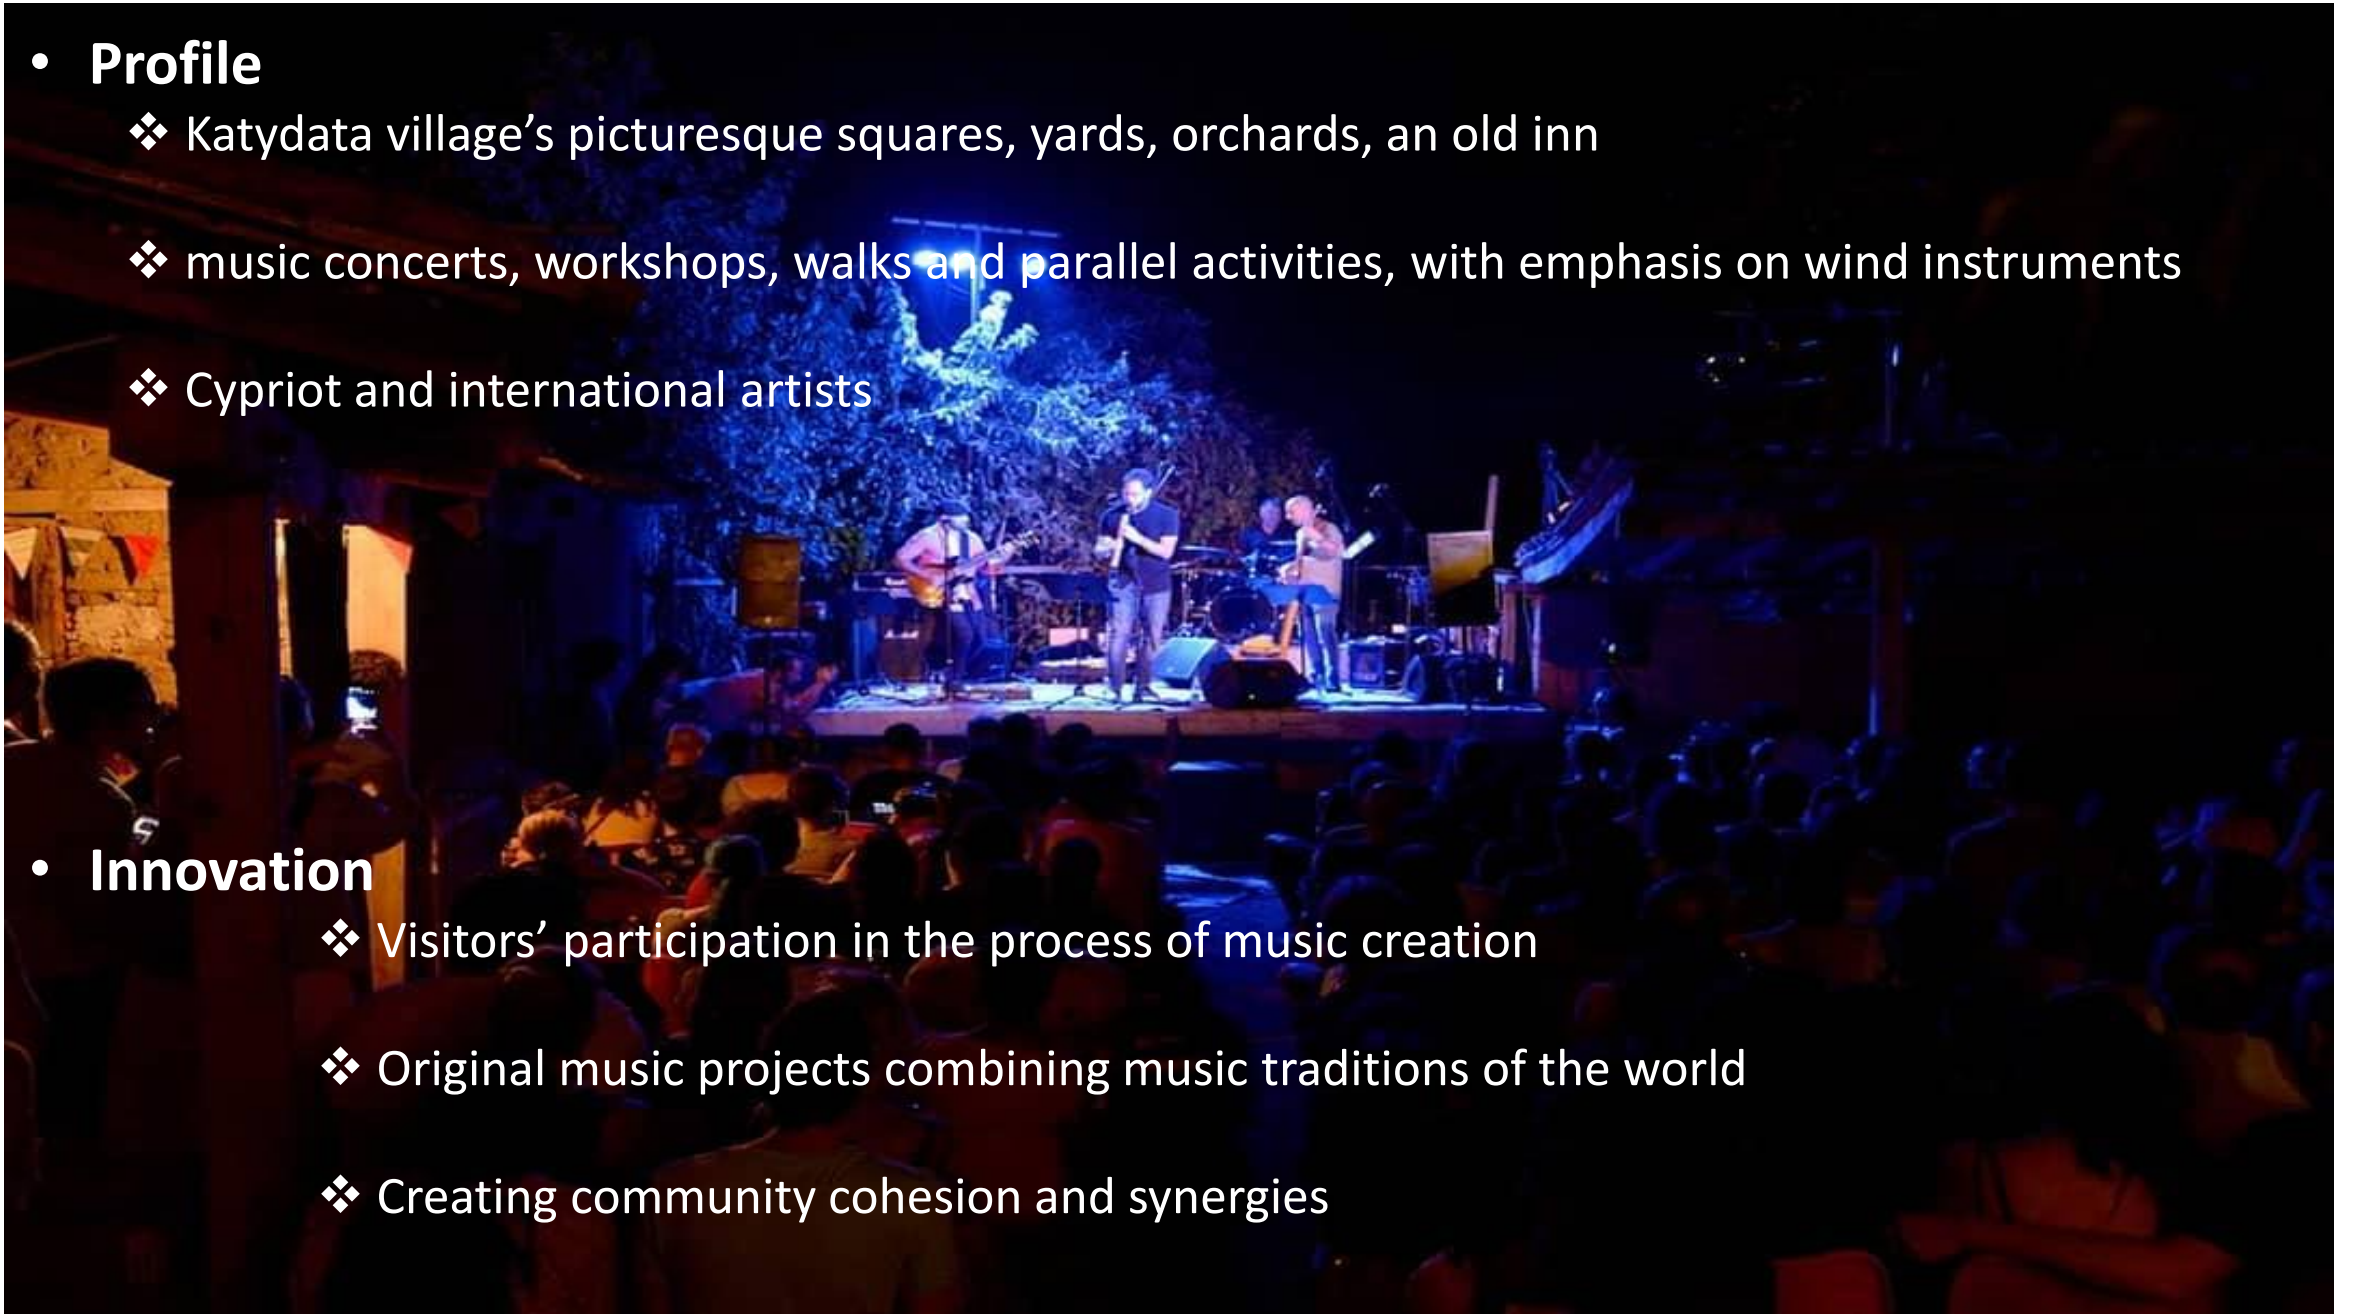 • Profile
❖ Katydata village’s picturesque squares, yards, orchards, an old inn
❖ music concerts, workshops, walks and parallel activities, with emphasis on wind instruments
❖ Cypriot and international artists
• Innovation
❖ Visitors’ participation in the process of music creation
❖ Original music projects combining music traditions of the world
❖ Creating community cohesion and synergies